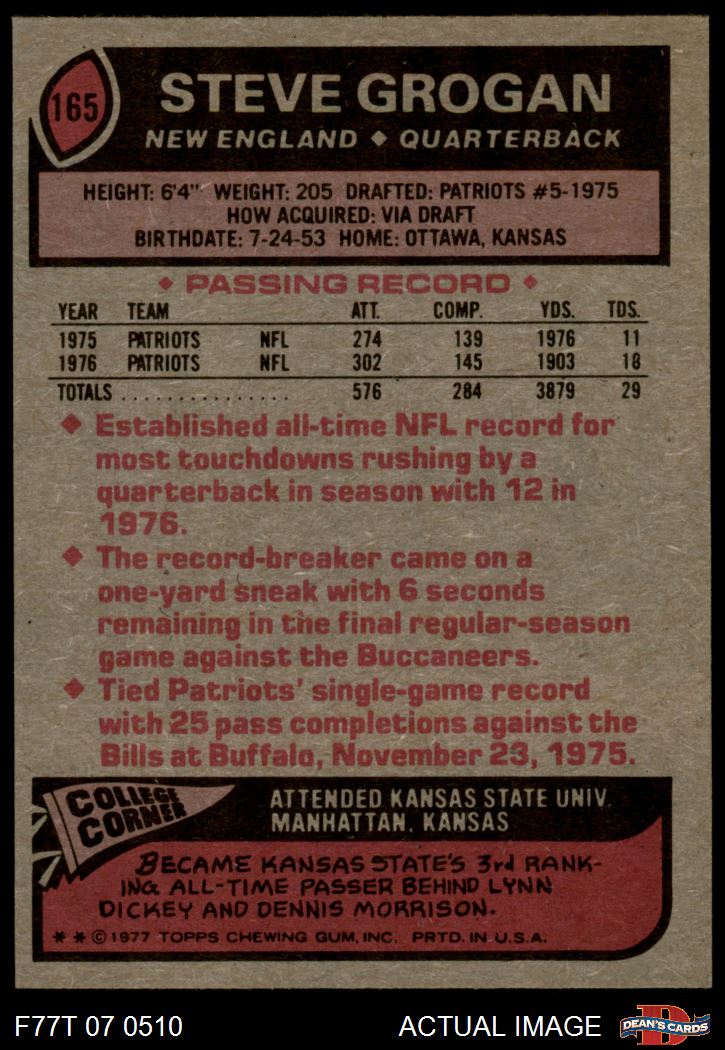 165
STEVE GROGAN
NEW ENGLAND ◆ QUARTERBACK
HEIGHT: 6'4" WEIGHT: 205 DRAFTED: PATRIOTS #5-1975
HOW ACQUIRED: VIA DRAFT
BIRTHDATE: 7-24-53 HOME: OTTAWA, KANSAS
◆ PASSING RECORD ◆
YEAR TEAM ATT. COMP. YDS. TDS.
1975 PATRIOTS NFL 274 139 1976 11
1976 PATRIOTS NFL 302 145 1903 18
TOTALS . . . . . . . . . . . . . . . 576 284 3879 29
◆ Established all-time NFL record for
most touchdowns rushing by a
quarterback in season with 12 in
1976.
◆ The record-breaker came on a
one-yard sneak with 6 seconds
remaining in the final regular-season
game against the Buccaneers.
◆ Tied Patriots' single-game record
with 25 pass completions against the
Bills at Buffalo, November 23, 1975.
COLLEGE
CORNER
ATTENDED KANSAS STATE UNIV.
MANHATTAN, KANSAS
BECAME KANSAS STATE'S 3rd RANK-
ING ALL-TIME PASSER BEHIND LYNN
DICKEY AND DENNIS MORRISON.
* * © 1977 TOPPS CHEWING GUM, INC. PRTD. IN U.S.A.
F77T 07 0510 ACTUAL IMAGE
D
DEAN'S CARDS